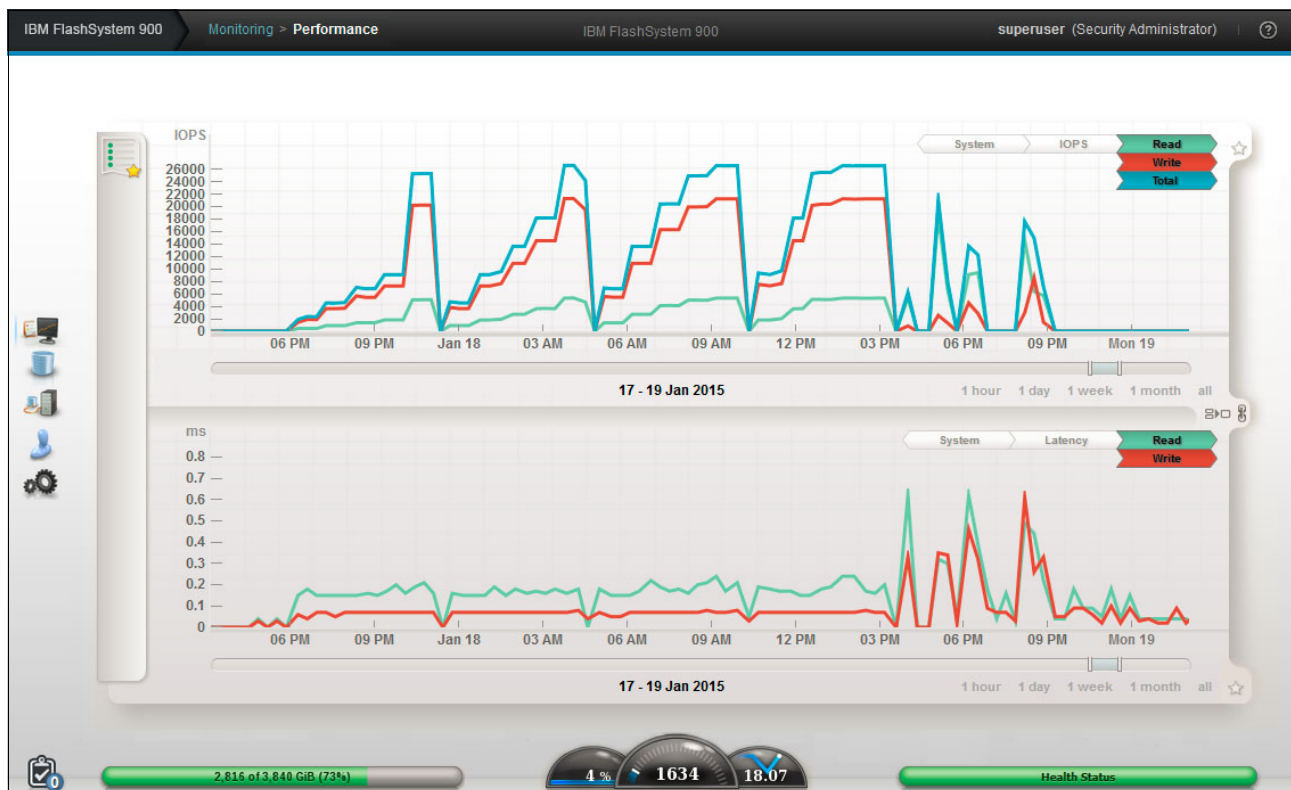 IBM FlashSystem 900 Monitoring > Performance IBM FlashSystem 900 superuser (Security Administrator) ?
IOPS
System IOPS Read
Write
Total
26000
24000
22000
20000
18000
16000
14000
12000
10000
8000
6000
4000
2000
0
06 PM 09 PM Jan 18 03 AM 06 AM 09 AM 12 PM 03 PM 06 PM 09 PM Mon 19
17 - 19 Jan 2015 1 hour 1 day 1 week 1 month all
ms
System Latency Read
Write
0.8
0.7
0.6
0.5
0.4
0.3
0.2
0.1
0
06 PM 09 PM Jan 18 03 AM 06 AM 09 AM 12 PM 03 PM 06 PM 09 PM Mon 19
17 - 19 Jan 2015 1 hour 1 day 1 week 1 month all
0 2,816 of 3,840 GiB (73%) 4 % 1634 18.07 Health Status